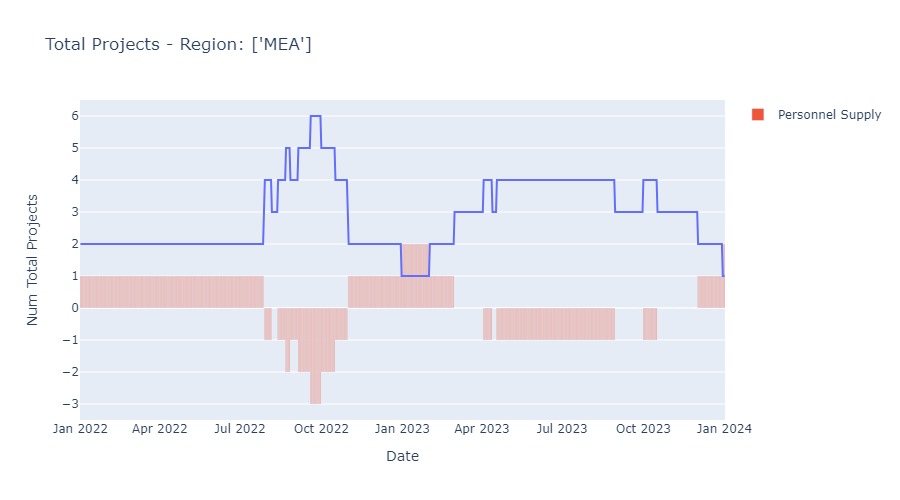 Total Projects - Region: ['MEA']
Personnel Supply
Num Total Projects
6
5
4
3
2
1
0
−1
−2
−3
Jan 2022 Apr 2022 Jul 2022 Oct 2022 Jan 2023 Apr 2023 Jul 2023 Oct 2023 Jan 2024
Date